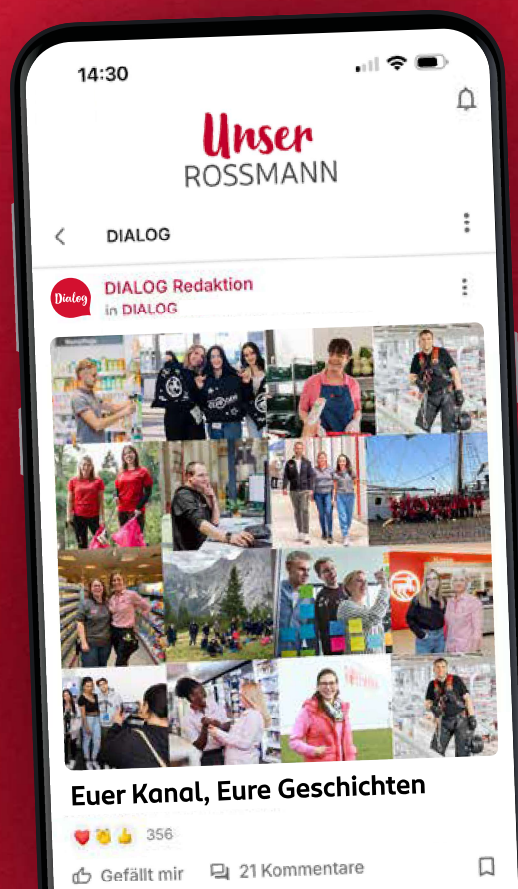 14:30
Unser
ROSSMANN
DIALOG
Dialog
DIALOG Redaktion
in DIALOG
Euer Kanal, Eure Geschichten
356
Gefällt mir
21 Kommentare